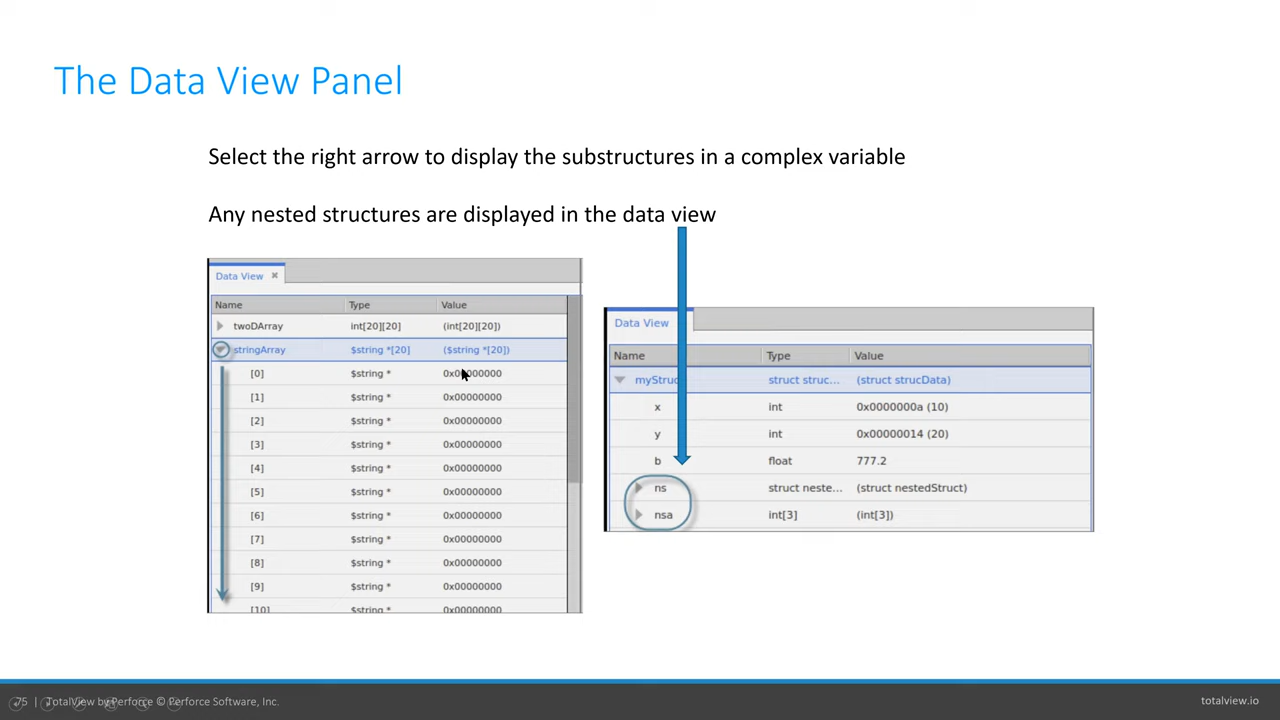 The Data View Panel
Select the right arrow to display the substructures in a complex variable
Any nested structures are displayed in the data view
Data View
Name Type Value
twoDArray int[20][20] (int[20][20])
stringArray $string *[20] ($string *[20])
[0] $string * 0x00000000
[1] $string * 0x00000000
[2] $string * 0x00000000
[3] $string * 0x00000000
[4] $string * 0x00000000
[5] $string * 0x00000000
[6] $string * 0x00000000
[7] $string * 0x00000000
[8] $string * 0x00000000
[9] $string * 0x00000000
[10] $string * 0x00000000
Data View
Name Type Value
myStruc struct struc... (struct strucData)
x int 0x0000000a (10)
y int 0x00000014 (20)
b float 777.2
ns struct neste... (struct nestedStruct)
nsa int[3] (int[3])
75 | TotalView by Perforce © Perforce Software, Inc.
totalview.io